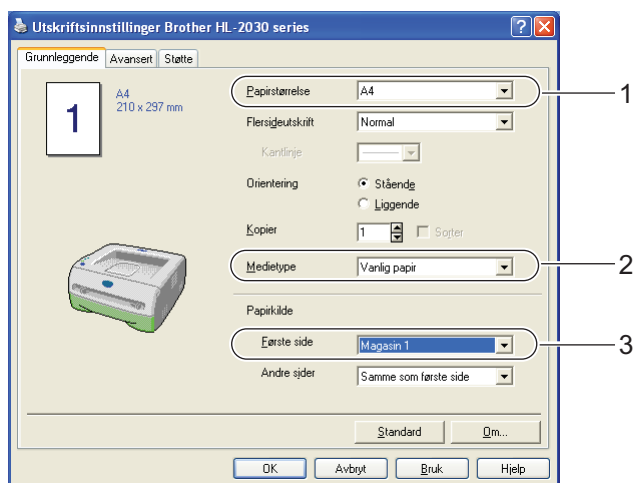 Utskriftsinnstillinger Brother HL-2030 series
Grunnleggende Avansert Støtte
1
A4
210 x 297 mm
Papirstørrelse A4 1
Flersideutskrift Normal
Kantlinje
Orientering Stående
Liggende
Kopier 1 Sorter
Medietype Vanlig papir 2
Papirkilde
Første side Magasin 1 3
Andre sider Samme som første side
Standard Om...
OK Avbryt Bruk Hjelp